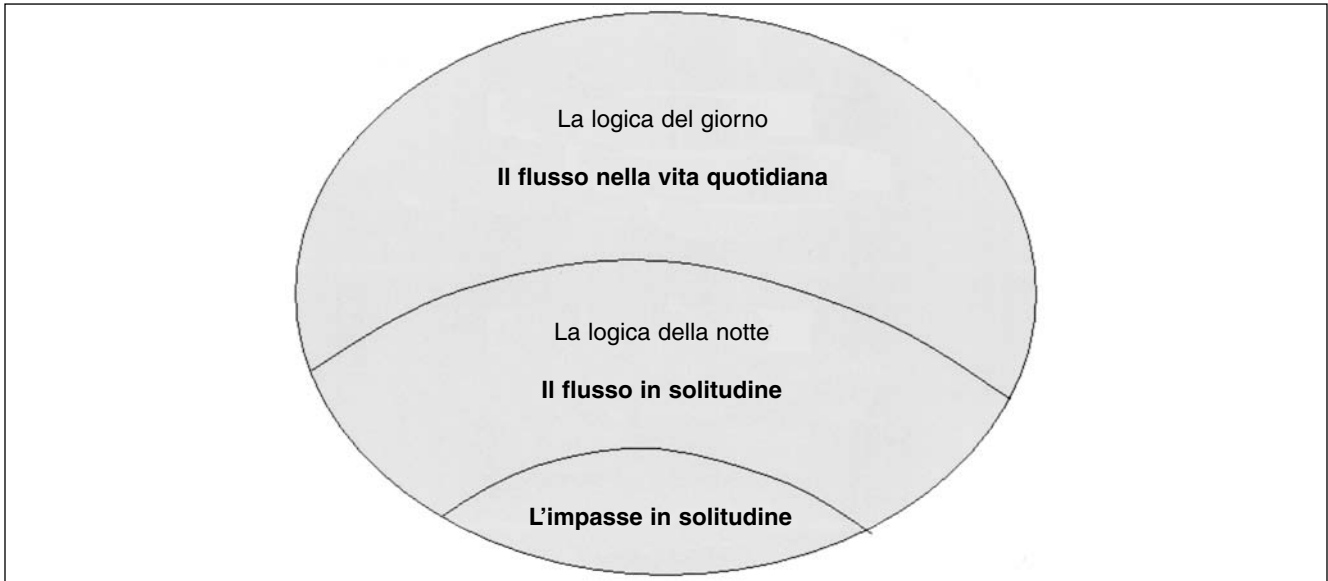 La logica del giorno
Il flusso nella vita quotidiana
La logica della notte
Il flusso in solitudine
L'impasse in solitudine